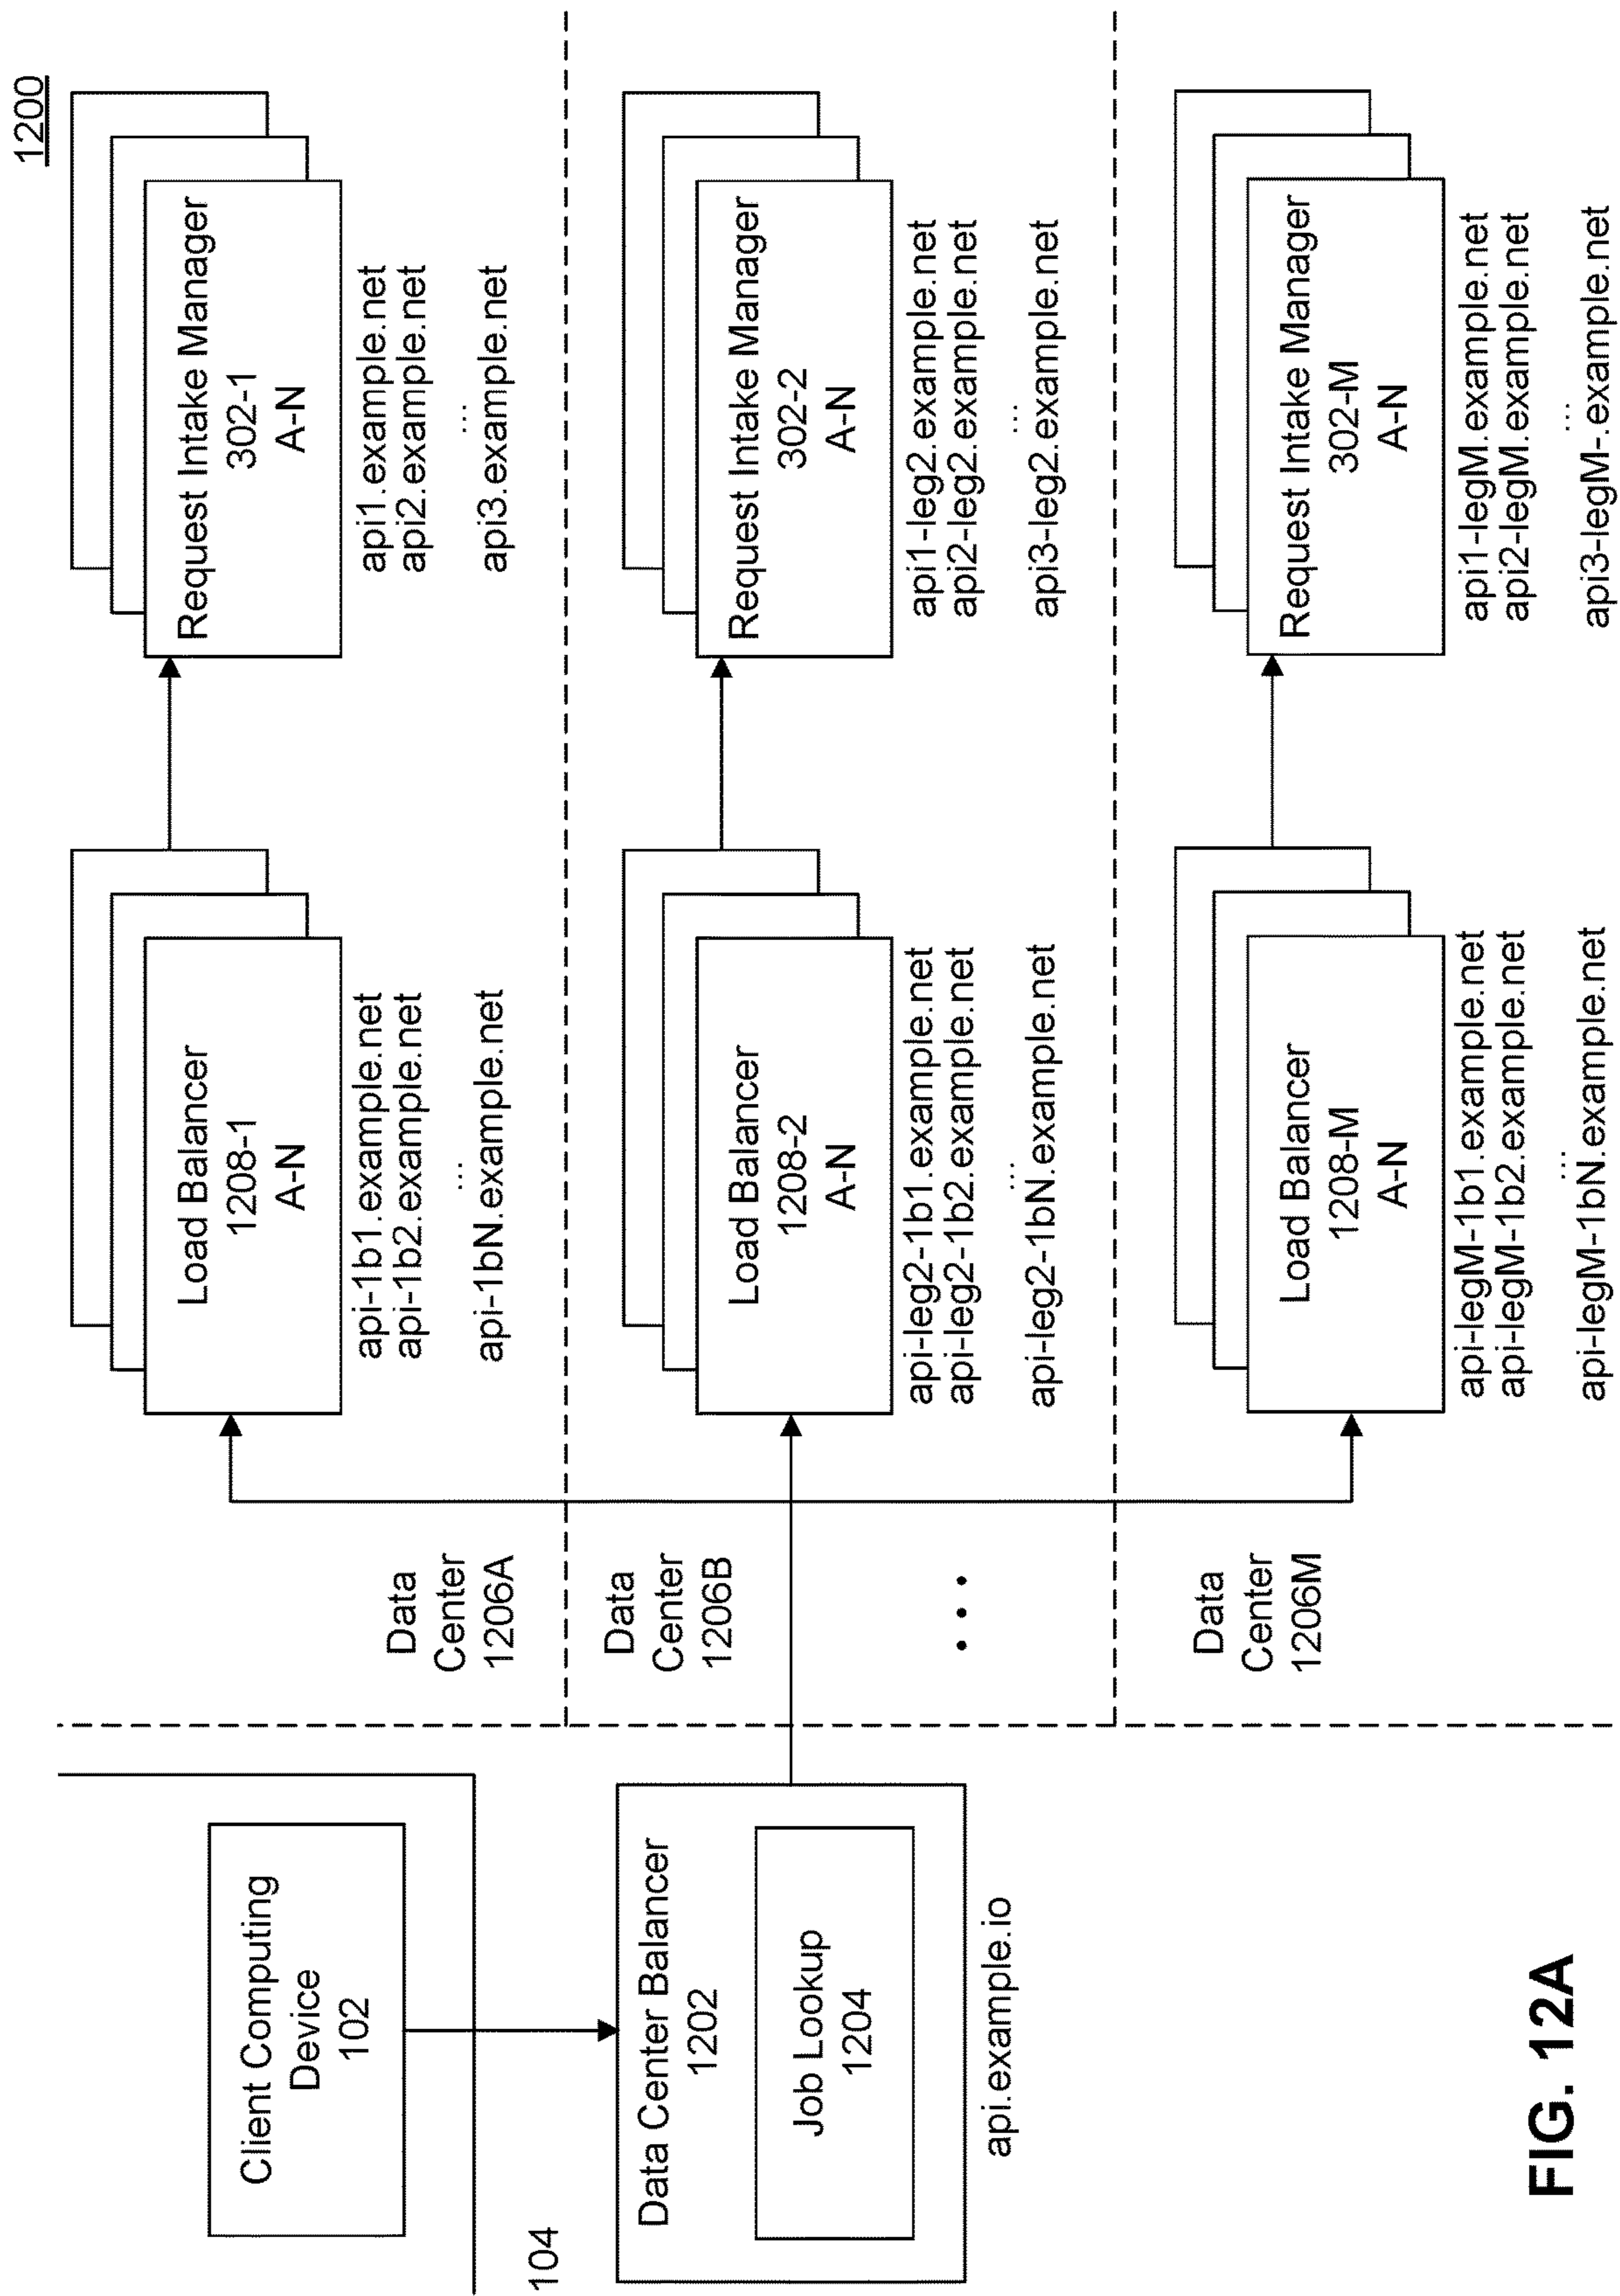 1200
Client Computing
Device
102
104
Data Center Balancer
1202
Job Lookup
1204
api.example.io
Data
Center
1206A
Load Balancer
1208-1
A-N
api-1b1.example.net
api-1b2.example.net
...
api-1bN.example.net
Request Intake Manager
302-1
A-N
api1.example.net
api2.example.net
...
api3.example.net
Data
Center
1206B
Load Balancer
1208-2
A-N
api-leg2-1b1.example.net
api-leg2-1b2.example.net
...
api-leg2-1bN.example.net
Request Intake Manager
302-2
A-N
api1-leg2.example.net
api2-leg2.example.net
...
api3-leg2.example.net
• • •
Data
Center
1206M
Load Balancer
1208-M
A-N
api-legM-1b1.example.net
api-legM-1b2.example.net
...
api-legM-1bN.example.net
Request Intake Manager
302-M
A-N
api1-legM.example.net
api2-legM.example.net
...
api3-legM-.example.net
FIG. 12A